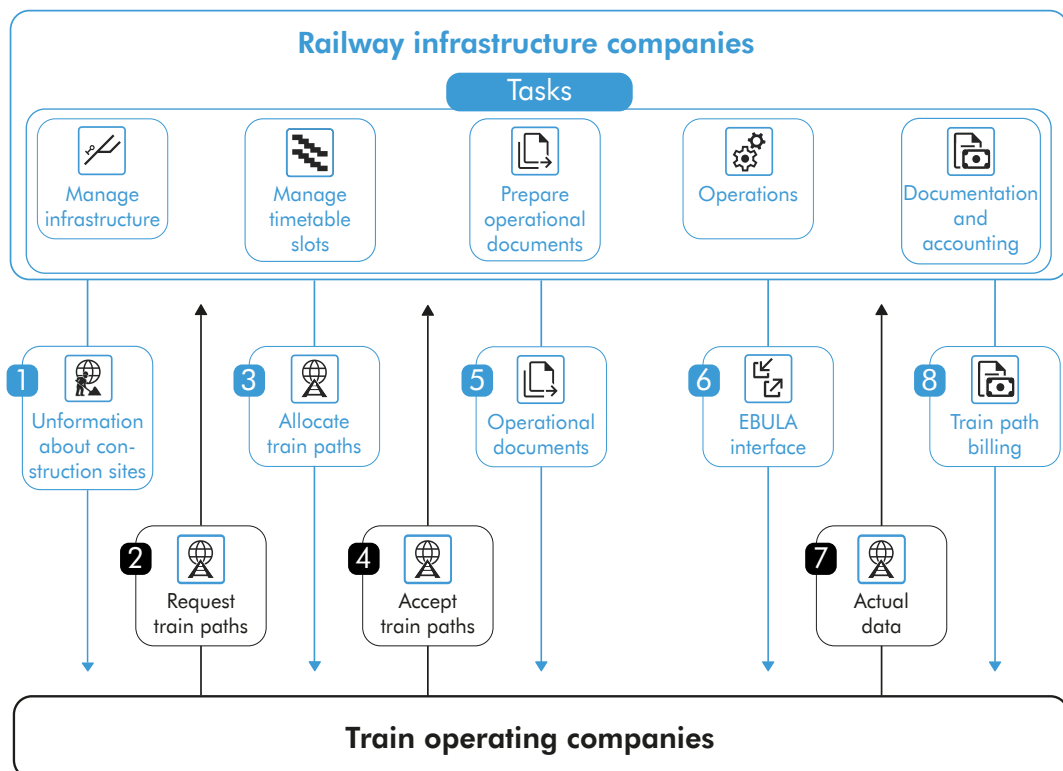 Railway infrastructure companies
Tasks
Manage
infrastructure
Manage
timetable
slots
Prepare
operational
documents
Operations
Documentation
and
accounting
1
Unformation
about con-
struction sites
3
Allocate
train paths
5
Operational
documents
6
EBULA
interface
8
Train path
billing
2
Request
train paths
4
Accept
train paths
7
Actual
data
Train operating companies